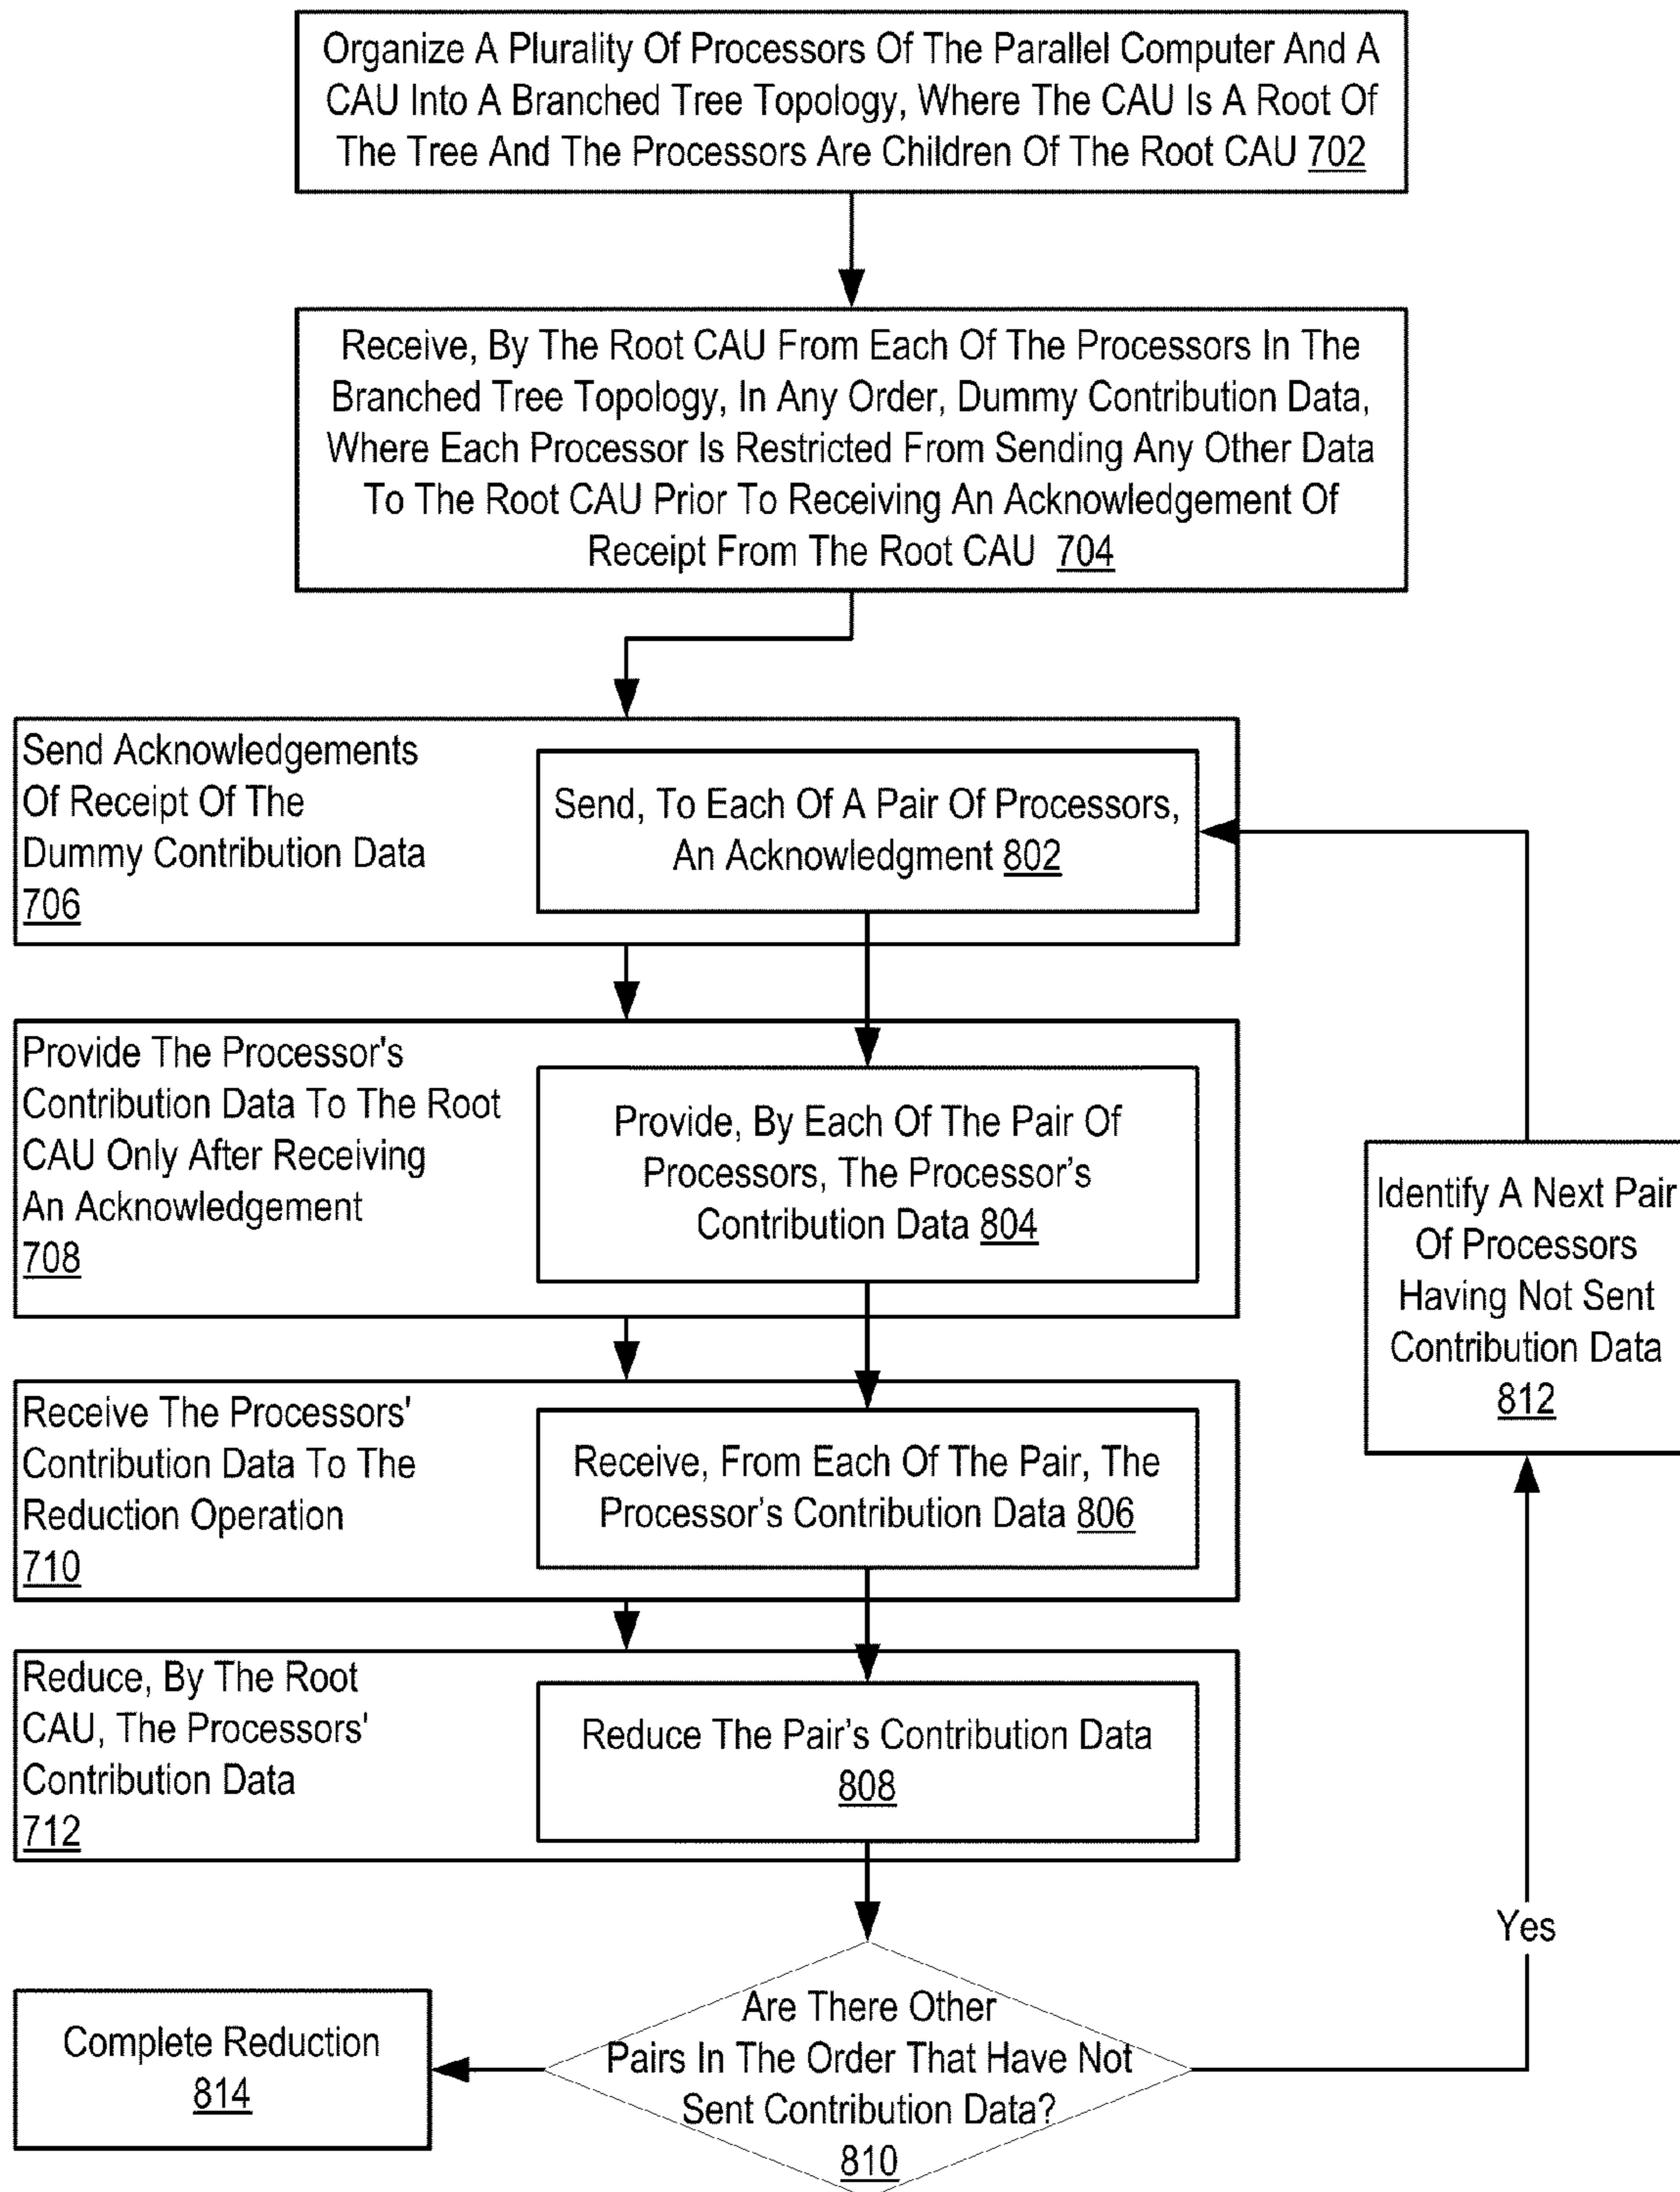 Organize A Plurality Of Processors Of The Parallel Computer And A
CAU Into A Branched Tree Topology, Where The CAU Is A Root Of
The Tree And The Processors Are Children Of The Root CAU 702
Receive, By The Root CAU From Each Of The Processors In The
Branched Tree Topology, In Any Order, Dummy Contribution Data,
Where Each Processor Is Restricted From Sending Any Other Data
To The Root CAU Prior To Receiving An Acknowledgement Of
Receipt From The Root CAU 704
Send Acknowledgements
Of Receipt Of The
Dummy Contribution Data
706
Send, To Each Of A Pair Of Processors,
An Acknowledgment 802
Provide The Processor's
Contribution Data To The Root
CAU Only After Receiving
An Acknowledgement
708
Provide, By Each Of The Pair Of
Processors, The Processor's
Contribution Data 804
Identify A Next Pair
Of Processors
Having Not Sent
Contribution Data
812
Receive The Processors'
Contribution Data To The
Reduction Operation
710
Receive, From Each Of The Pair, The
Processor's Contribution Data 806
Reduce, By The Root
CAU, The Processors'
Contribution Data
712
Reduce The Pair's Contribution Data
808
Yes
Are There Other
Pairs In The Order That Have Not
Sent Contribution Data?
810
Complete Reduction
814